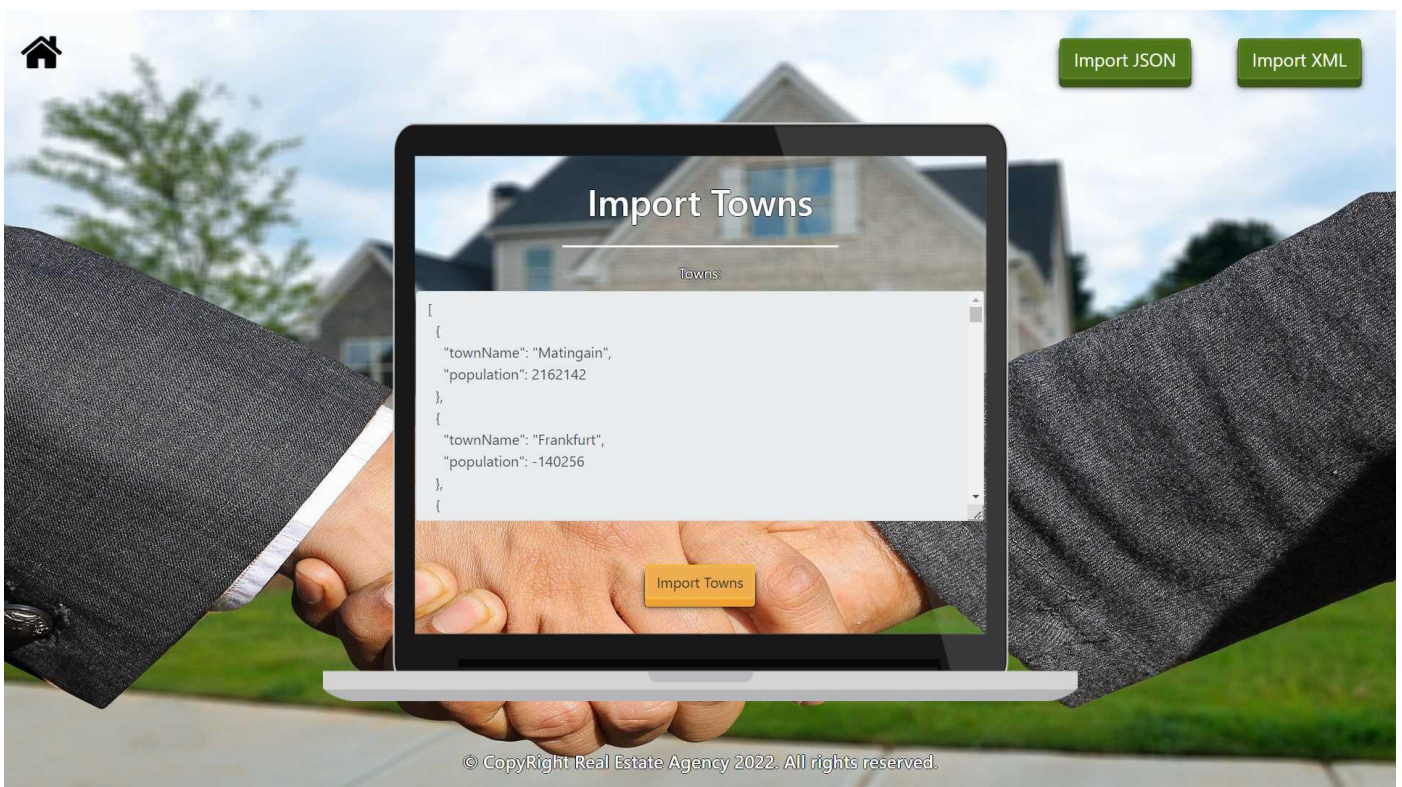 Import JSON
Import XML
Import Towns
Towns:
[
{
"townName": "Matingain",
"population": 2162142
},
{
"townName": "Frankfurt",
"population": -140256
},
{
Import Towns
© CopyRight Real Estate Agency 2022. All rights reserved.